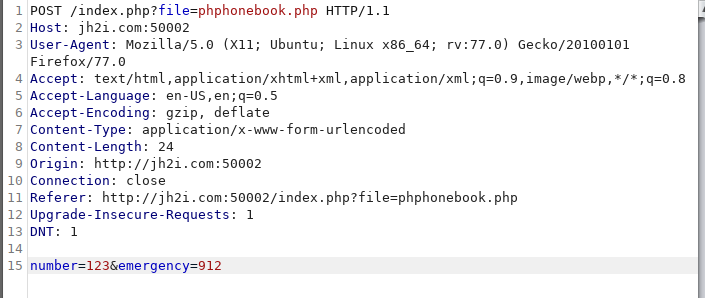 1 POST /index.php?file=phphonebook.php HTTP/1.1
2 Host: jh2i.com:50002
3 User-Agent: Mozilla/5.0 (X11; Ubuntu; Linux x86_64; rv:77.0) Gecko/20100101
Firefox/77.0
4 Accept: text/html,application/xhtml+xml,application/xml;q=0.9,image/webp,*/*;q=0.8
5 Accept-Language: en-US,en;q=0.5
6 Accept-Encoding: gzip, deflate
7 Content-Type: application/x-www-form-urlencoded
8 Content-Length: 24
9 Origin: http://jh2i.com:50002
10 Connection: close
11 Referer: http://jh2i.com:50002/index.php?file=phphonebook.php
12 Upgrade-Insecure-Requests: 1
13 DNT: 1
14
15 number=123&emergency=912